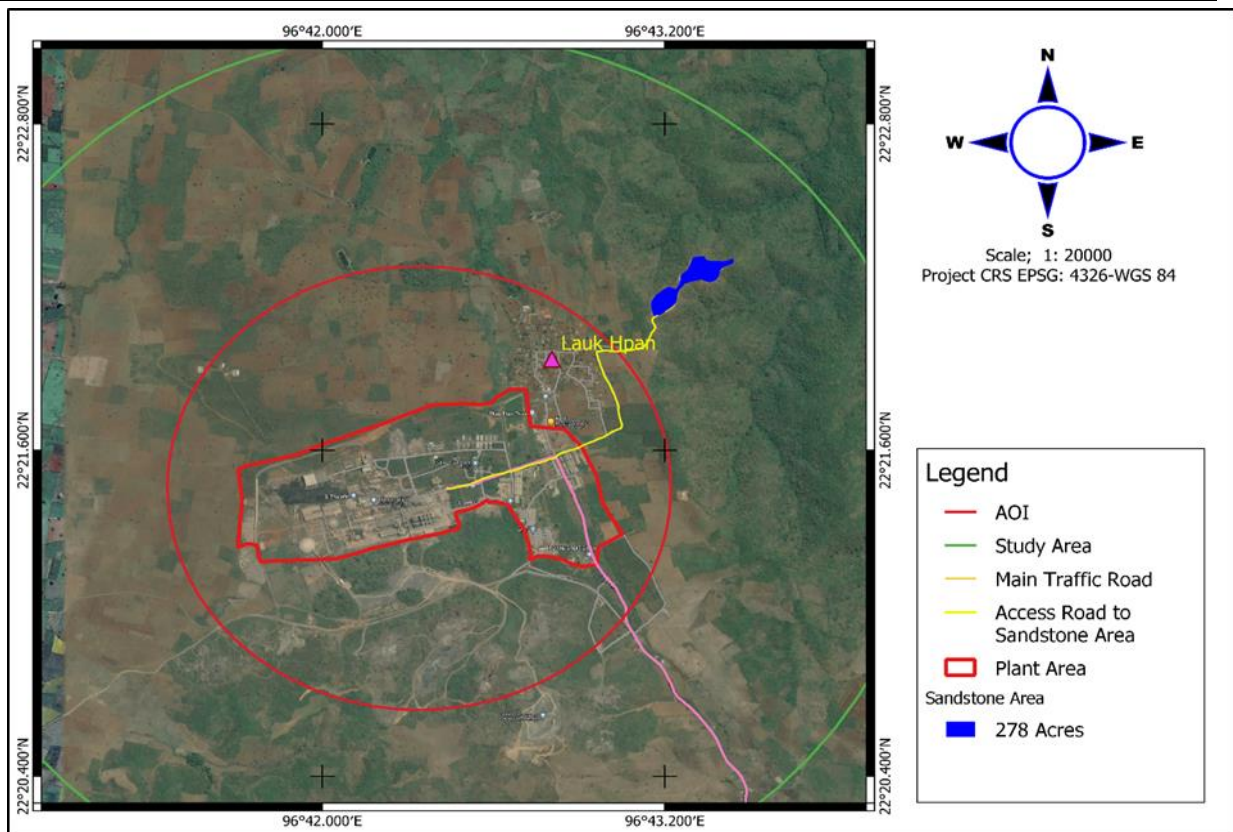 96°42.000'E
96°43.200'E
22°22.800'N
22°22.800'N
Lauk Hpan
22°21.600'N
22°21.600'N
22°20.400'N
22°20.400'N
96°42.000'E
96°43.200'E
N
W
E
S
Scale; 1: 20000
Project CRS EPSG: 4326-WGS 84
Legend
AOI
Study Area
Main Traffic Road
Access Road to
Sandstone Area
Plant Area
Sandstone Area
278 Acres